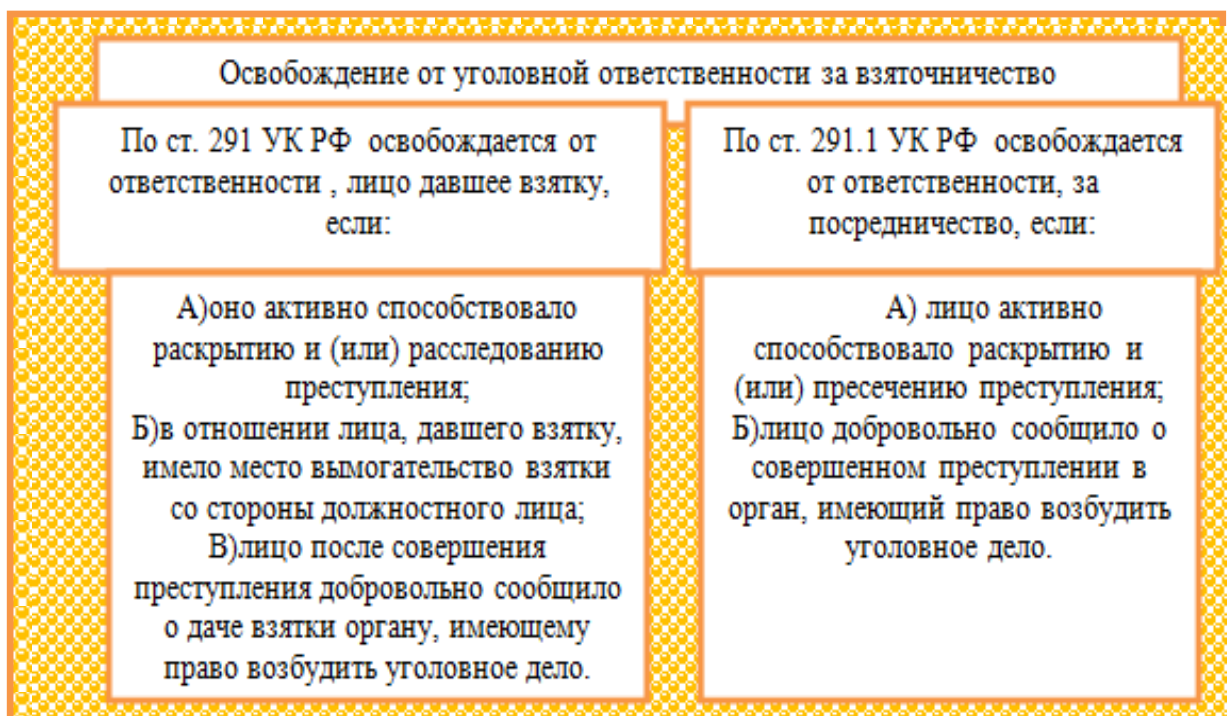 Освобождение от уголовной ответственности за взяточничество
По ст. 291 УК РФ освобождается от
ответственности , лицо давшее взятку,
если:
А)оно активно способствовало
раскрытию и (или) расследованию
преступления;
Б)в отношении лица, давшего взятку,
имело место вымогательство взятки
со стороны должностного лица;
В)лицо после совершения
преступления добровольно сообщило
о даче взятки органу, имеющему
право возбудить уголовное дело.
По ст. 291.1 УК РФ освобождается
от ответственности, за
посредничество, если:
А) лицо активно
способствовало раскрытию и
(или) пресечению преступления;
Б)лицо добровольно сообщило о
совершенном преступлении в
орган, имеющий право возбудить
уголовное дело.